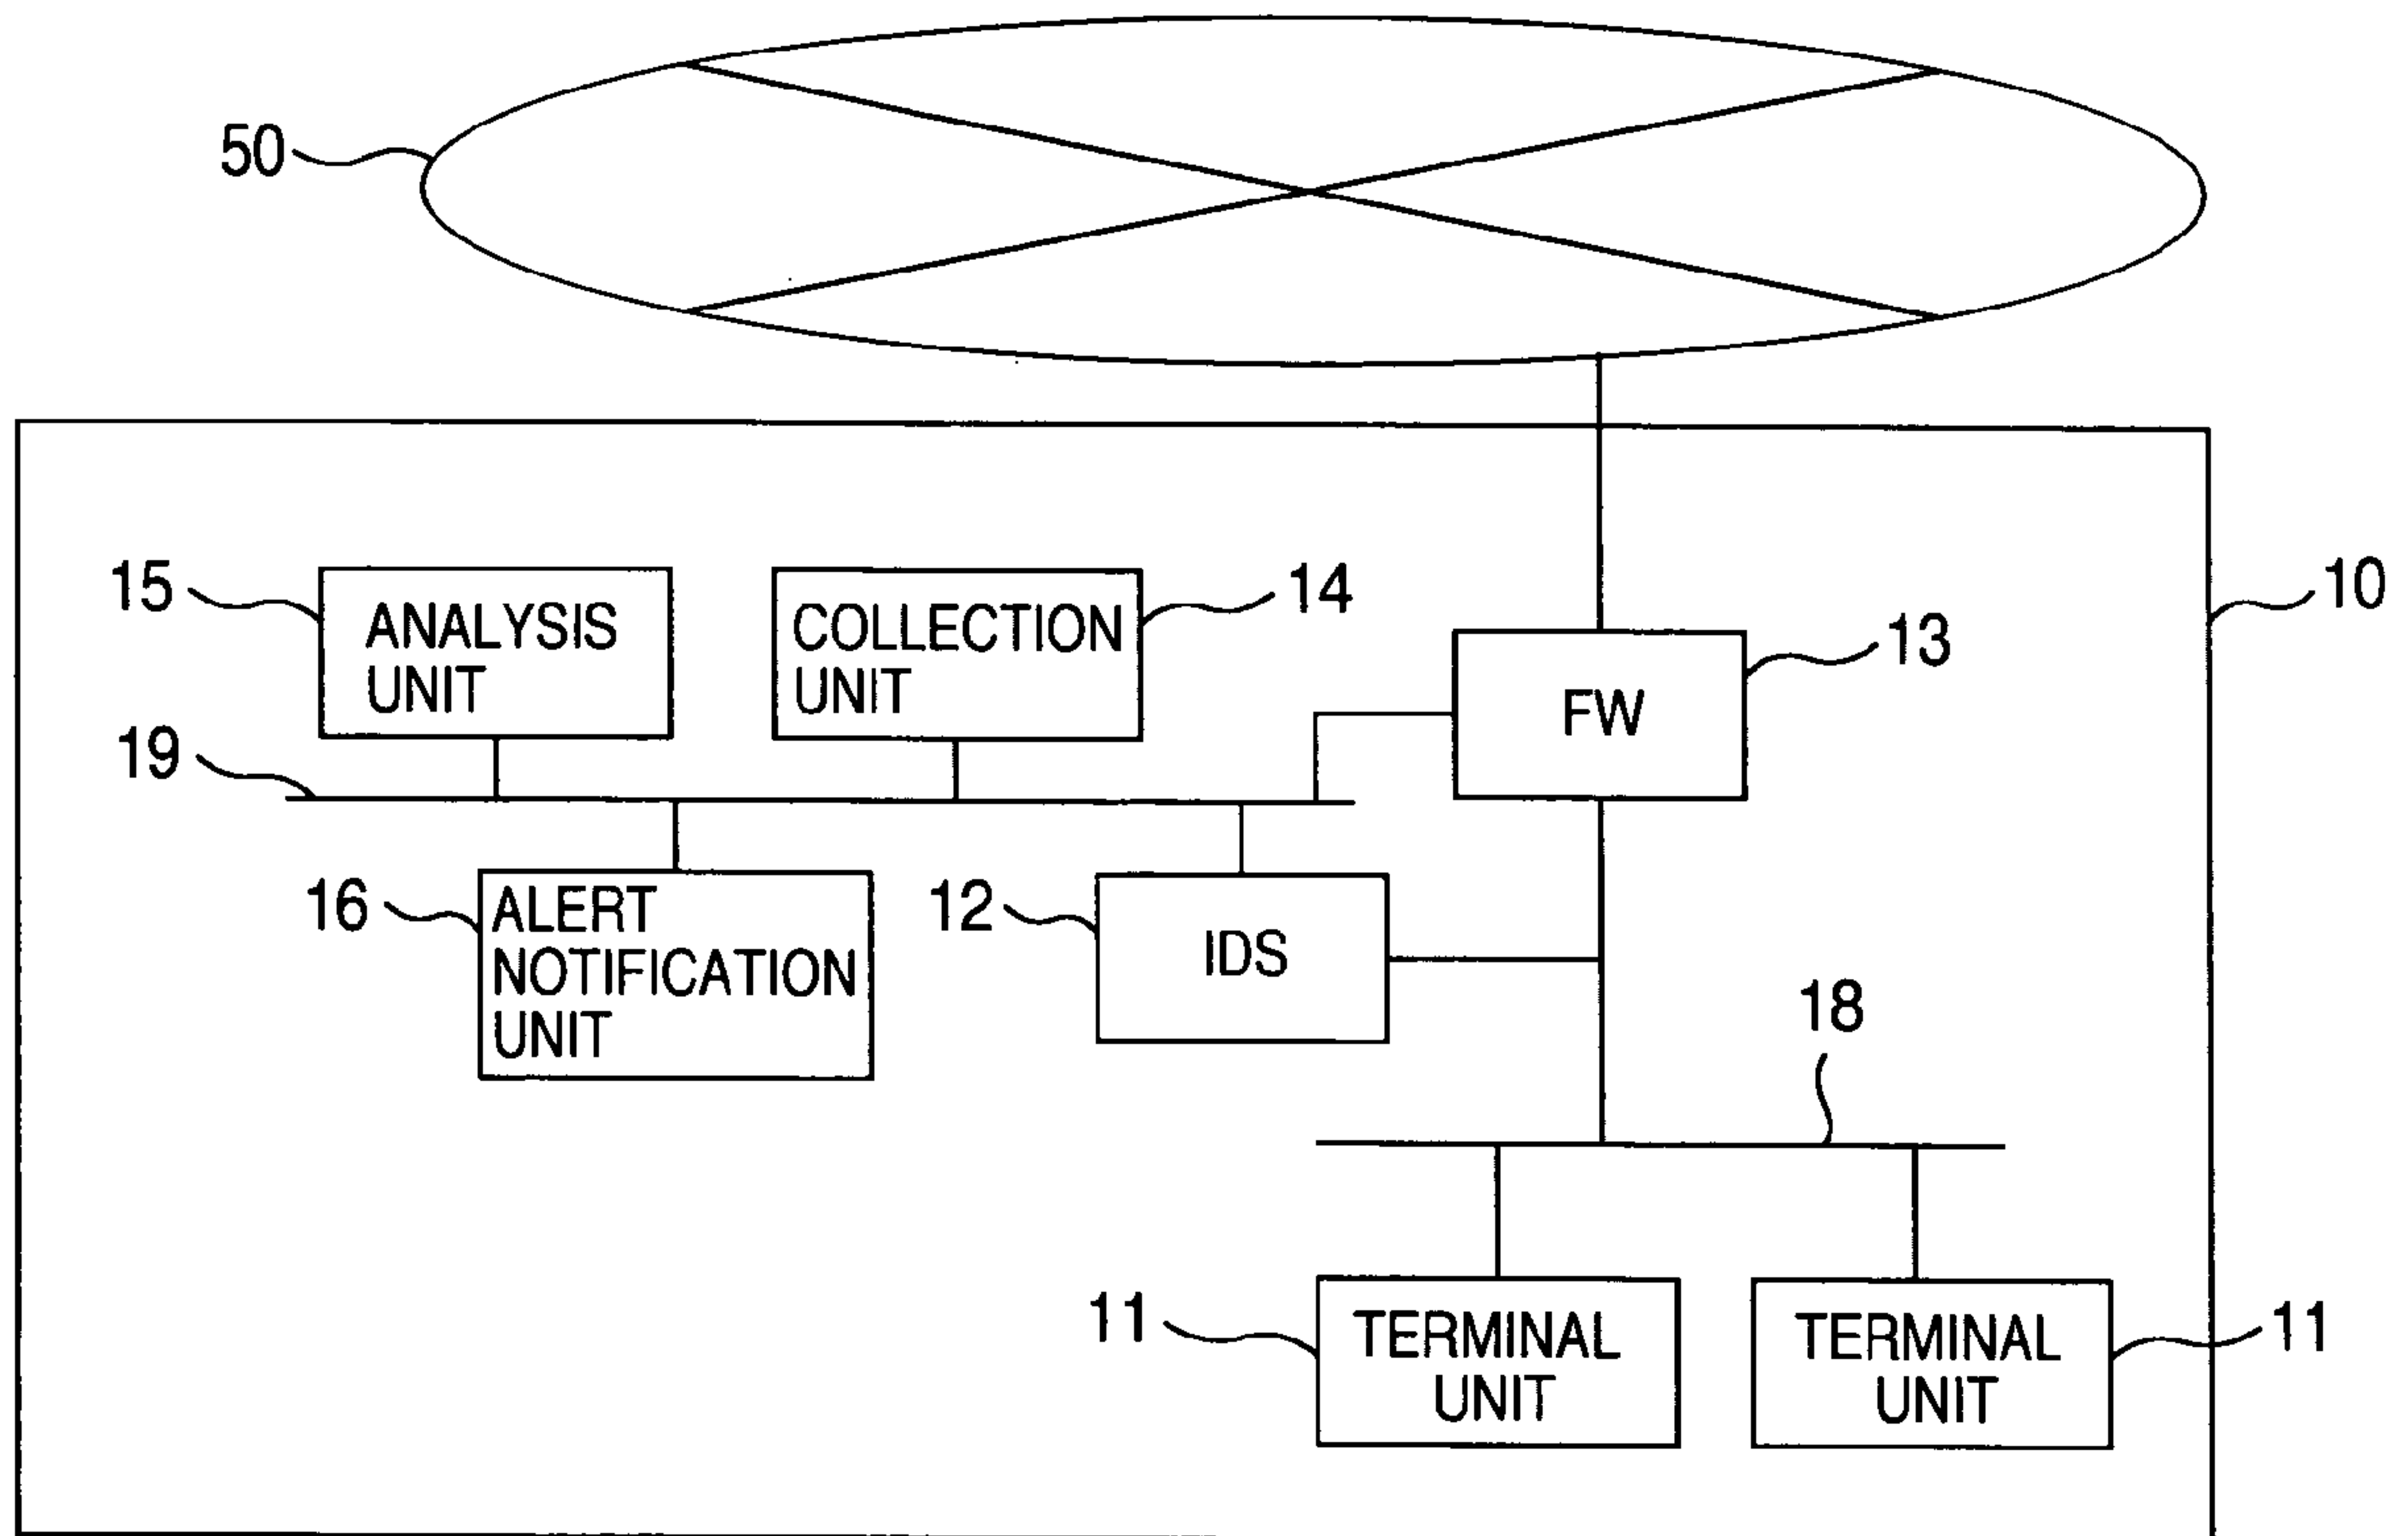 50
10
15
ANALYSIS
UNIT
COLLECTION
UNIT
14
13
FW
19
16
ALERT
NOTIFICATION
UNIT
12
IDS
18
11
TERMINAL
UNIT
TERMINAL
UNIT
11